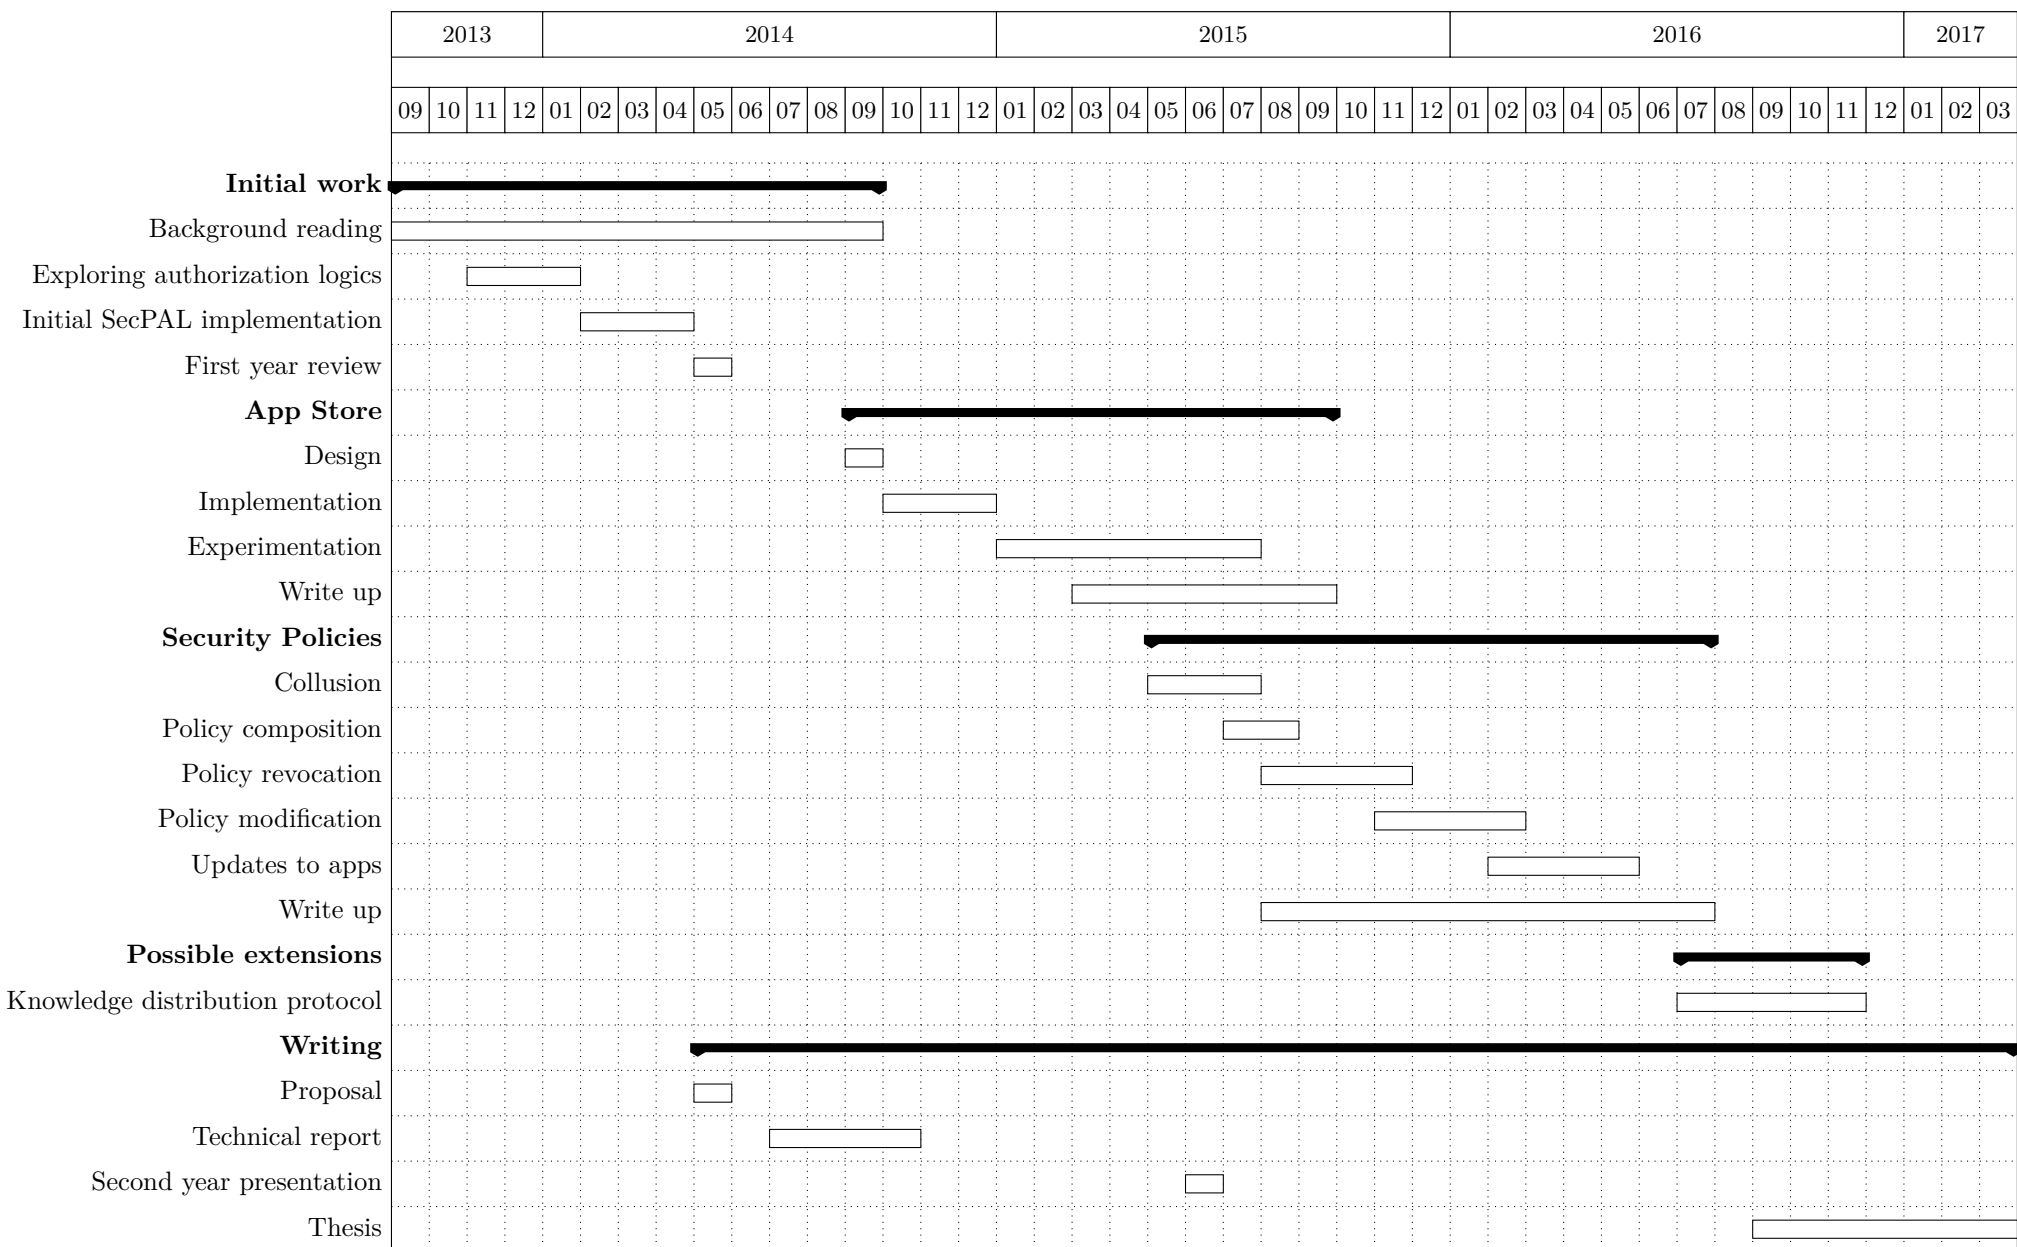 2013 2014 2015 2016 2017
09 10 11 12 01 02 03 04 05 06 07 08 09 10 11 12 01 02 03 04 05 06 07 08 09 10 11 12 01 02 03 04 05 06 07 08 09 10 11 12 01 02 03
Initial work
Background reading
Exploring authorization logics
Initial SecPAL implementation
First year review
App Store
Design
Implementation
Experimentation
Write up
Security Policies
Collusion
Policy composition
Policy revocation
Policy modification
Updates to apps
Write up
Possible extensions
Knowledge distribution protocol
Writing
Proposal
Technical report
Second year presentation
Thesis